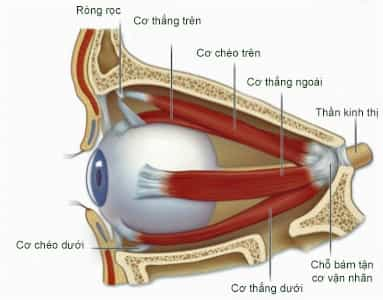 Ròng rọc
Cơ thẳng trên
Cơ chéo trên
Cơ thẳng ngoài
Thần kinh thị
Cơ chéo dưới
Chỗ bám tận
cơ vận nhãn
Cơ thẳng dưới